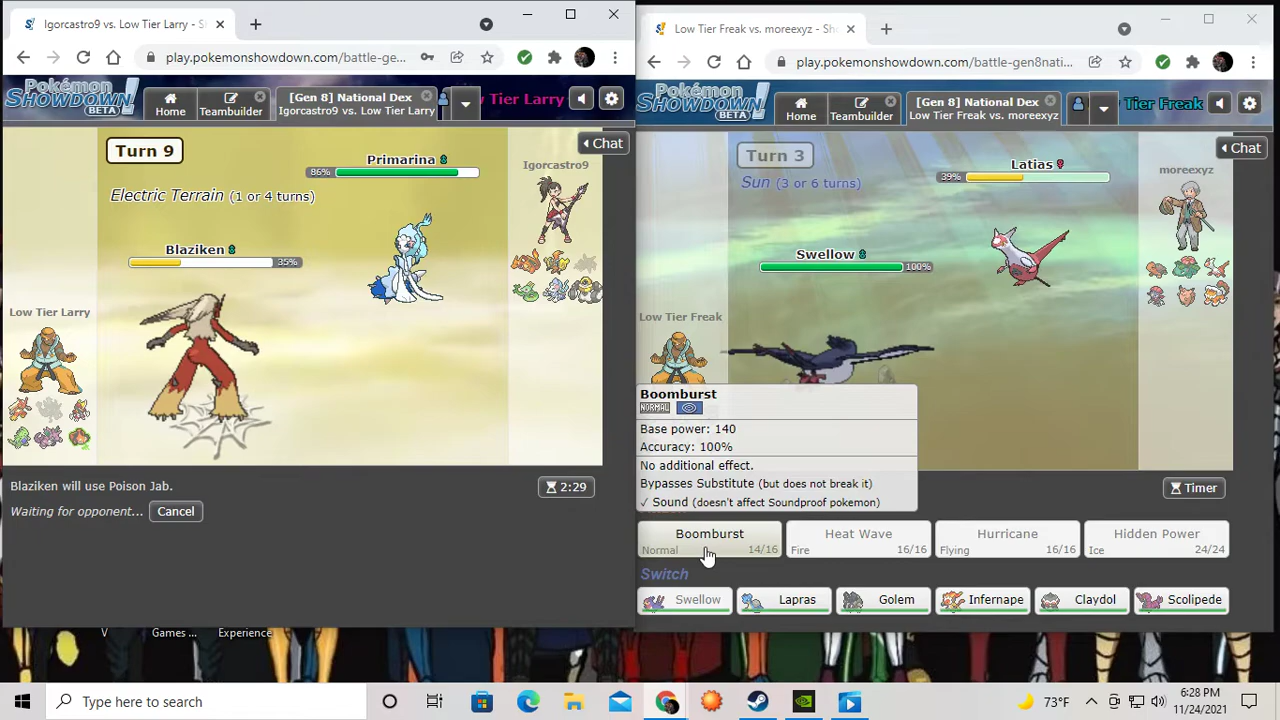 Igorcastro9 vs. Low Tier Larry - S
play.pokemonshowdown.com/battle-ge...
Pokémon
Showdown!
BETA
Home
Teambuilder
[Gen 8] National Dex
Igorcastro9 vs. Low Tier Larry
Tier Larry
Chat
Turn 9
Primarina
86%
Igorcastro9
Electric Terrain (1 or 4 turns)
Blaziken
35%
Low Tier Larry
Blaziken will use Poison Jab.
Waiting for opponent... Cancel
2:29
Low Tier Freak vs. moreexyz - Sho
play.pokemonshowdown.com/battle-gen8nati...
Pokémon
Showdown!
BETA
Home
Teambuilder
[Gen 8] National Dex
Low Tier Freak vs. moreexyz
Tier Freak
Chat
Turn 3
Latias
39%
moreexyz
Sun (3 or 6 turns)
Swellow
100%
Low Tier Freak
Boomburst
NORMAL
Base power: 140
Accuracy: 100%
No additional effect.
Bypasses Substitute (but does not break it)
✓ Sound (doesn't affect Soundproof pokemon)
Timer
Boomburst
Normal 14/16
Heat Wave
Fire 16/16
Hurricane
Flying 16/16
Hidden Power
Ice 24/24
Switch
Swellow Lapras Golem Infernape Claydol Scolipede
V Games ... Experience
Type here to search
73°F
6:28 PM
11/24/2021